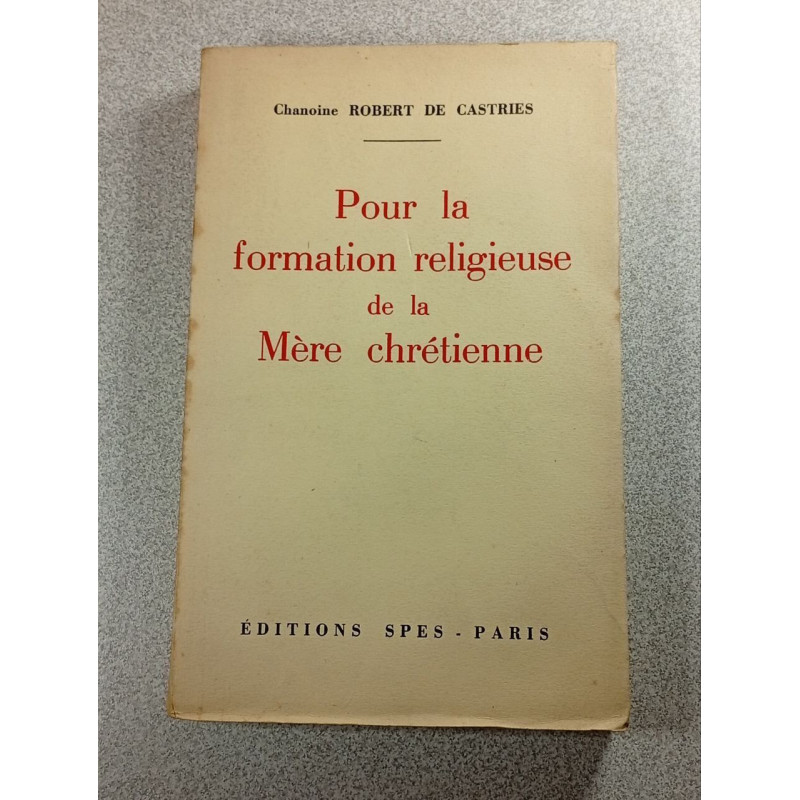 Chanoine ROBERT DE CASTRIES
Pour la
formation religieuse
de la
Mère chrétienne
ÉDITIONS SPES - PARIS